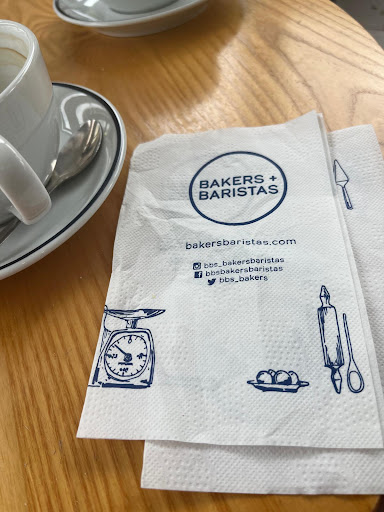 BAKERS +
BARISTAS
bakersbaristas.com
bbs_bakersbaristas
bbsbakersbaristas
bbs_bakers